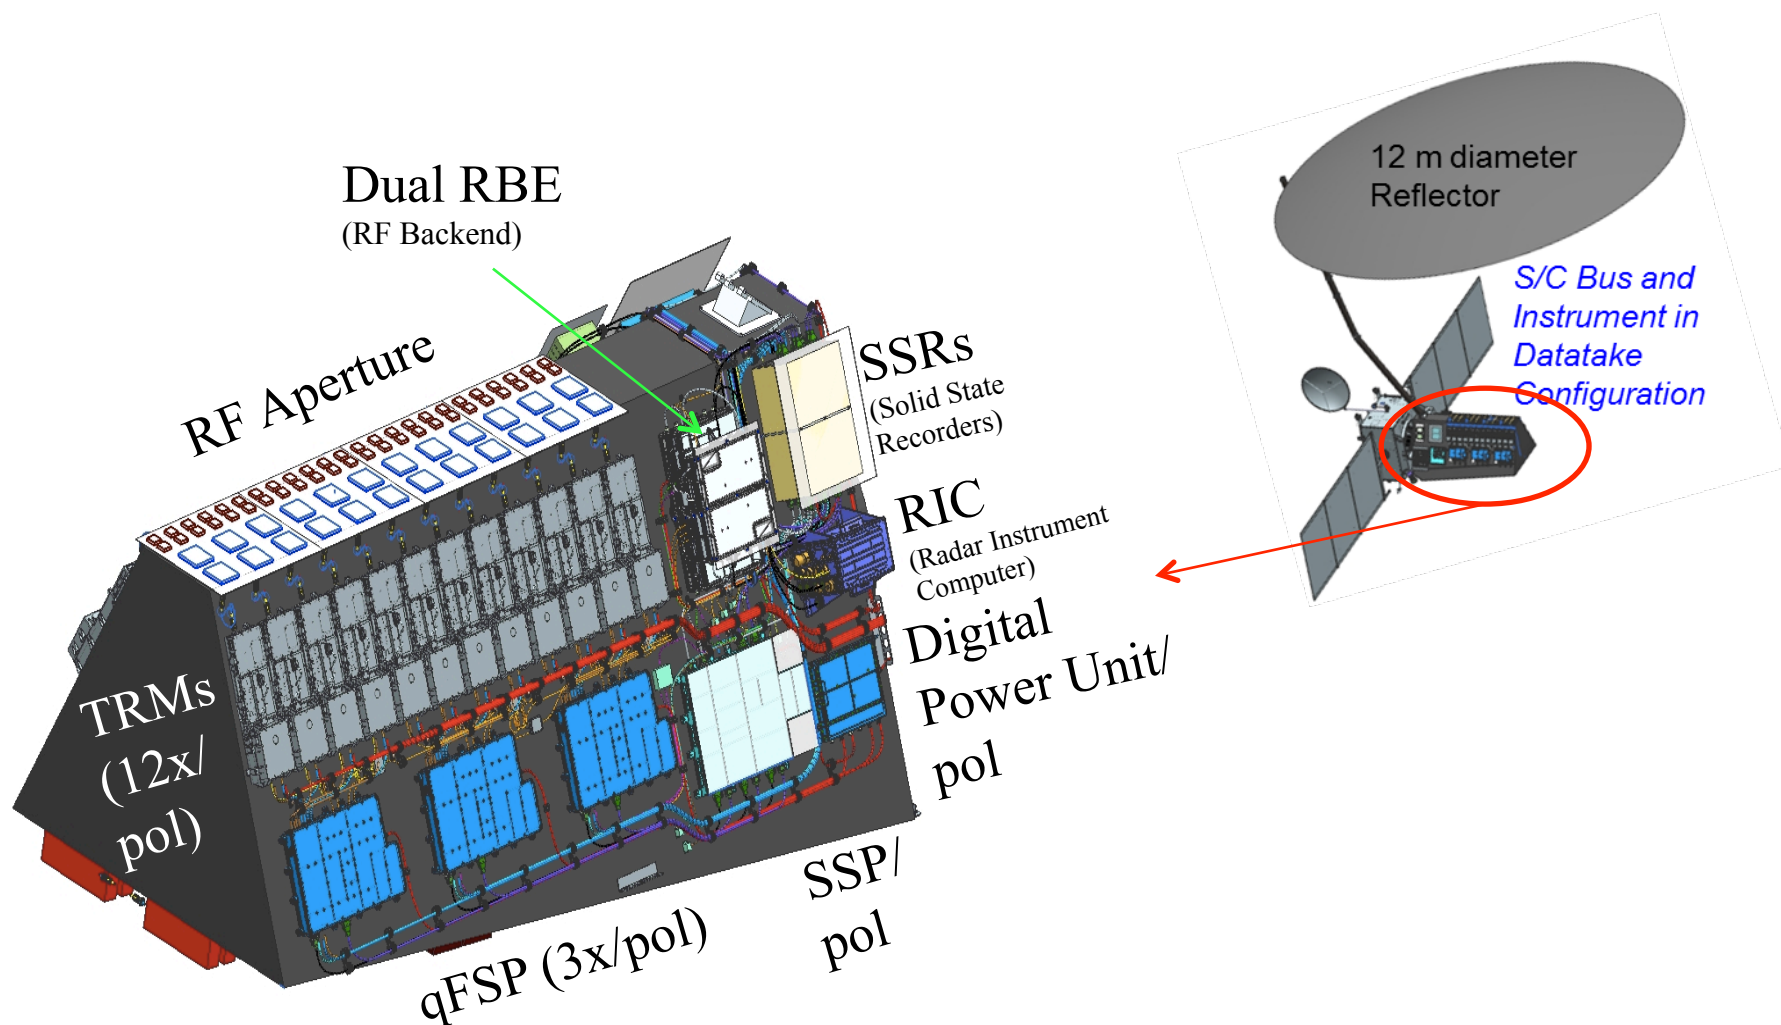 Dual RBE
(RF Backend)
RF Aperture
SSRs
(Solid State
Recorders)
RIC
(Radar Instrument
Computer)
Digital
Power Unit/
pol
TRMs
(12x/
pol)
SSP/
pol
qFSP (3x/pol)
12 m diameter
Reflector
S/C Bus and
Instrument in
Datatake
Configuration